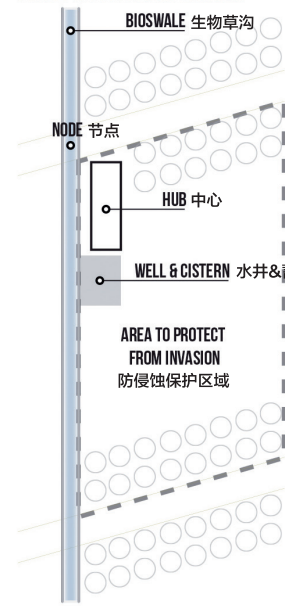 BIOSWALE 生物草沟
NODE 节点
HUB 中心
WELL & CISTERN 水井&
AREA TO PROTECT
FROM INVASION
防侵蚀保护区域